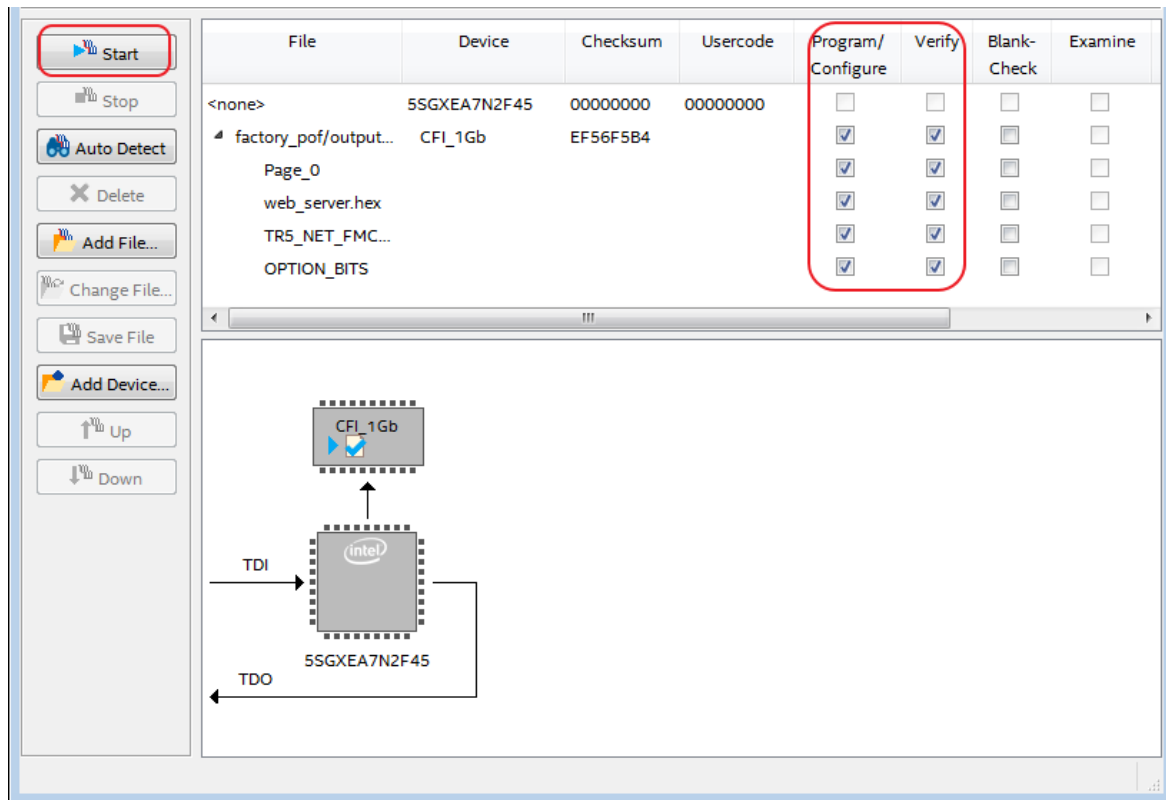 Start
Stop
Auto Detect
Delete
Add File...
Change File...
Save File
Add Device...
Up
Down
File Device Checksum Usercode Program/ Configure Verify Blank- Check Examine
<none> 5SGXEA7N2F45 00000000 00000000
factory_pof/output... CFI_1Gb EF56F5B4
Page_0
web_server.hex
TR5_NET_FMC...
OPTION_BITS
CFI_1Gb
intel
TDI
5SGXEA7N2F45
TDO